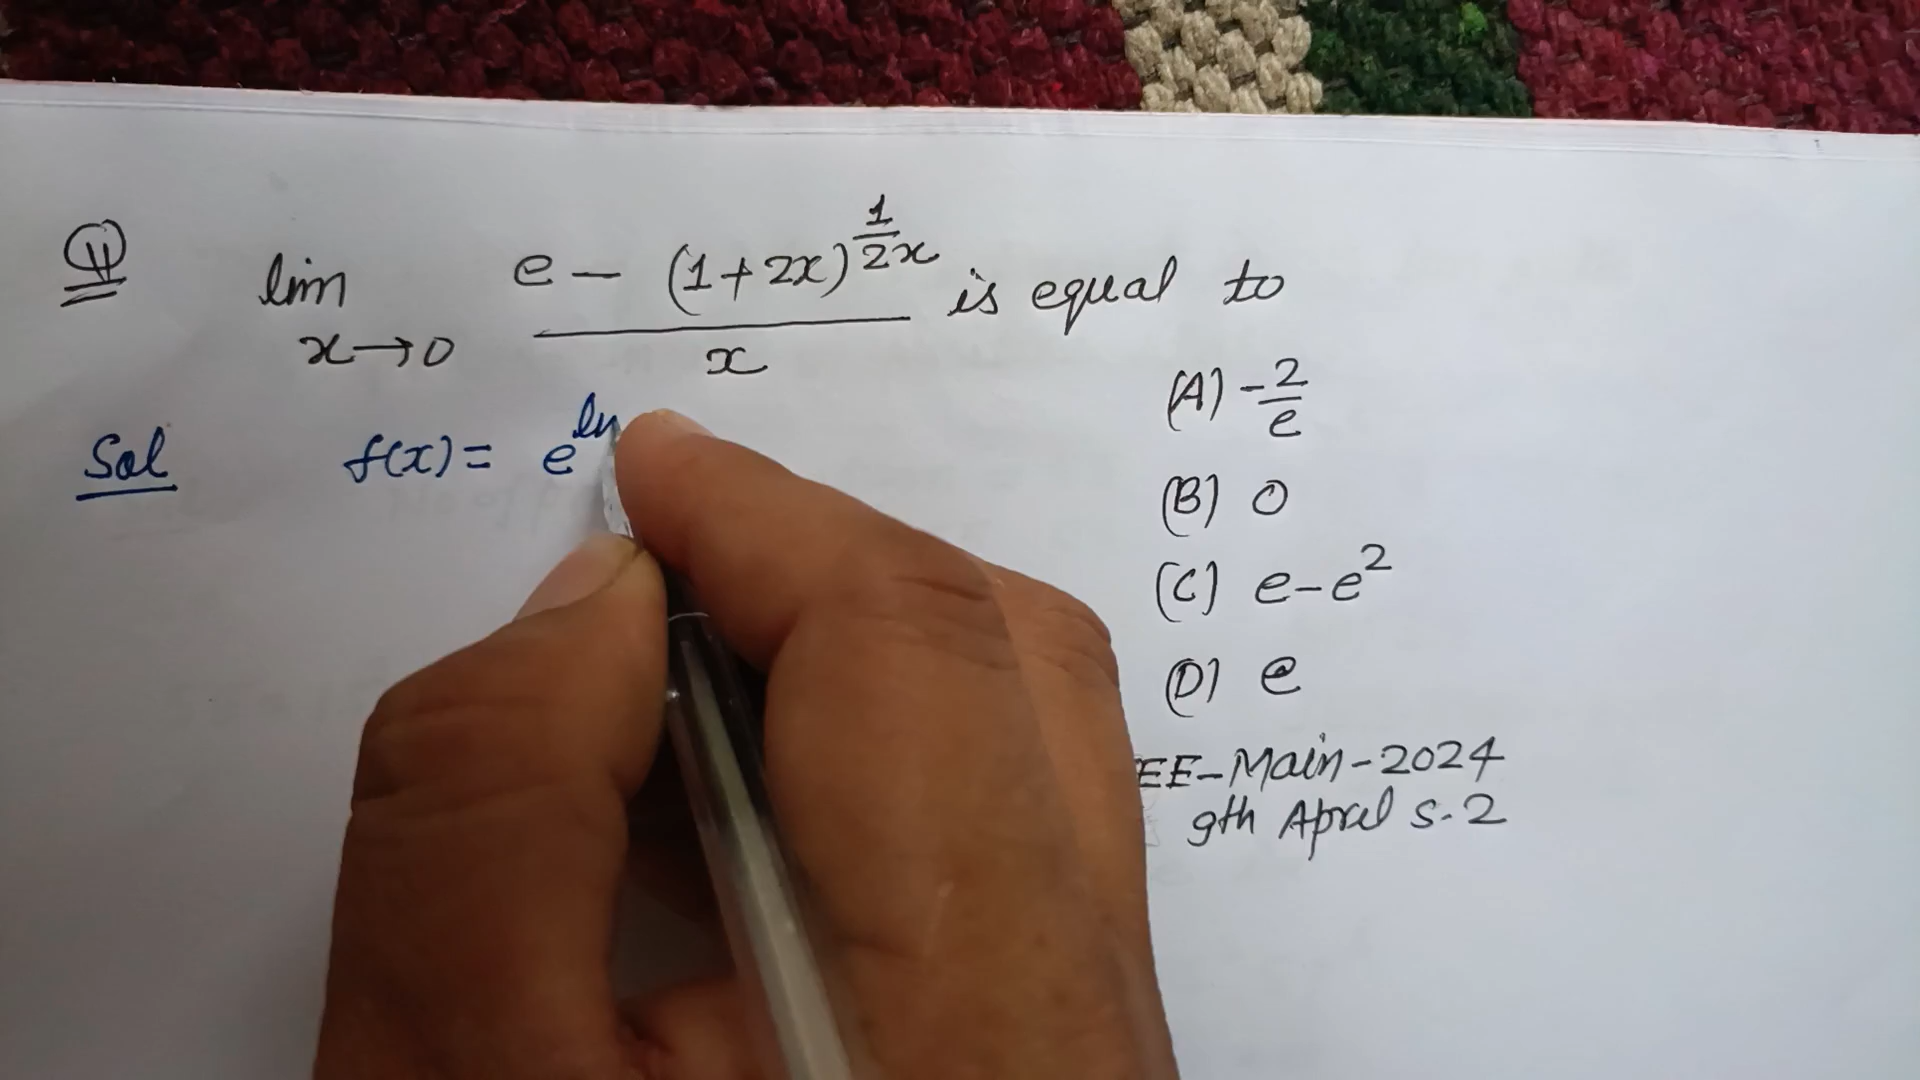 Q lim x→0 e - (1+2x)^(1/2x) / x is equal to
(A) -2/e
Sol f(x) = e^ln
(B) 0
(C) e-e²
(D) e
EE-Main-2024
9th April S.2